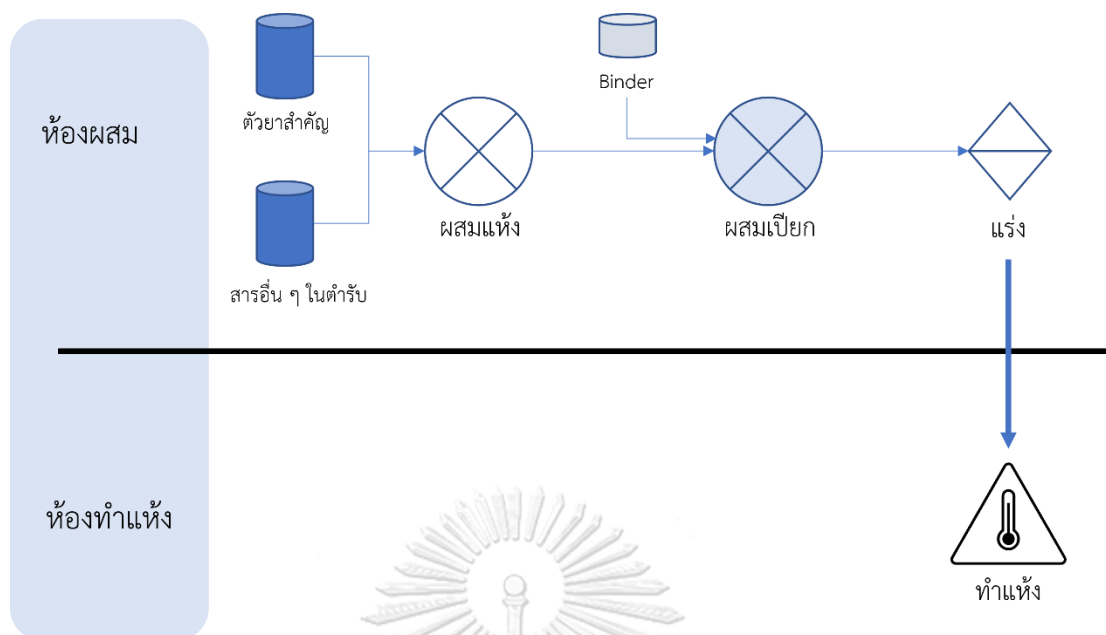 ห้องผสม
ตัวยาสำคัญ
สารอื่น ๆ ในตำรับ
ผสมแห้ง
Binder
ผสมเปียก
แร่ง
ห้องทำแห้ง
ทำแห้ง